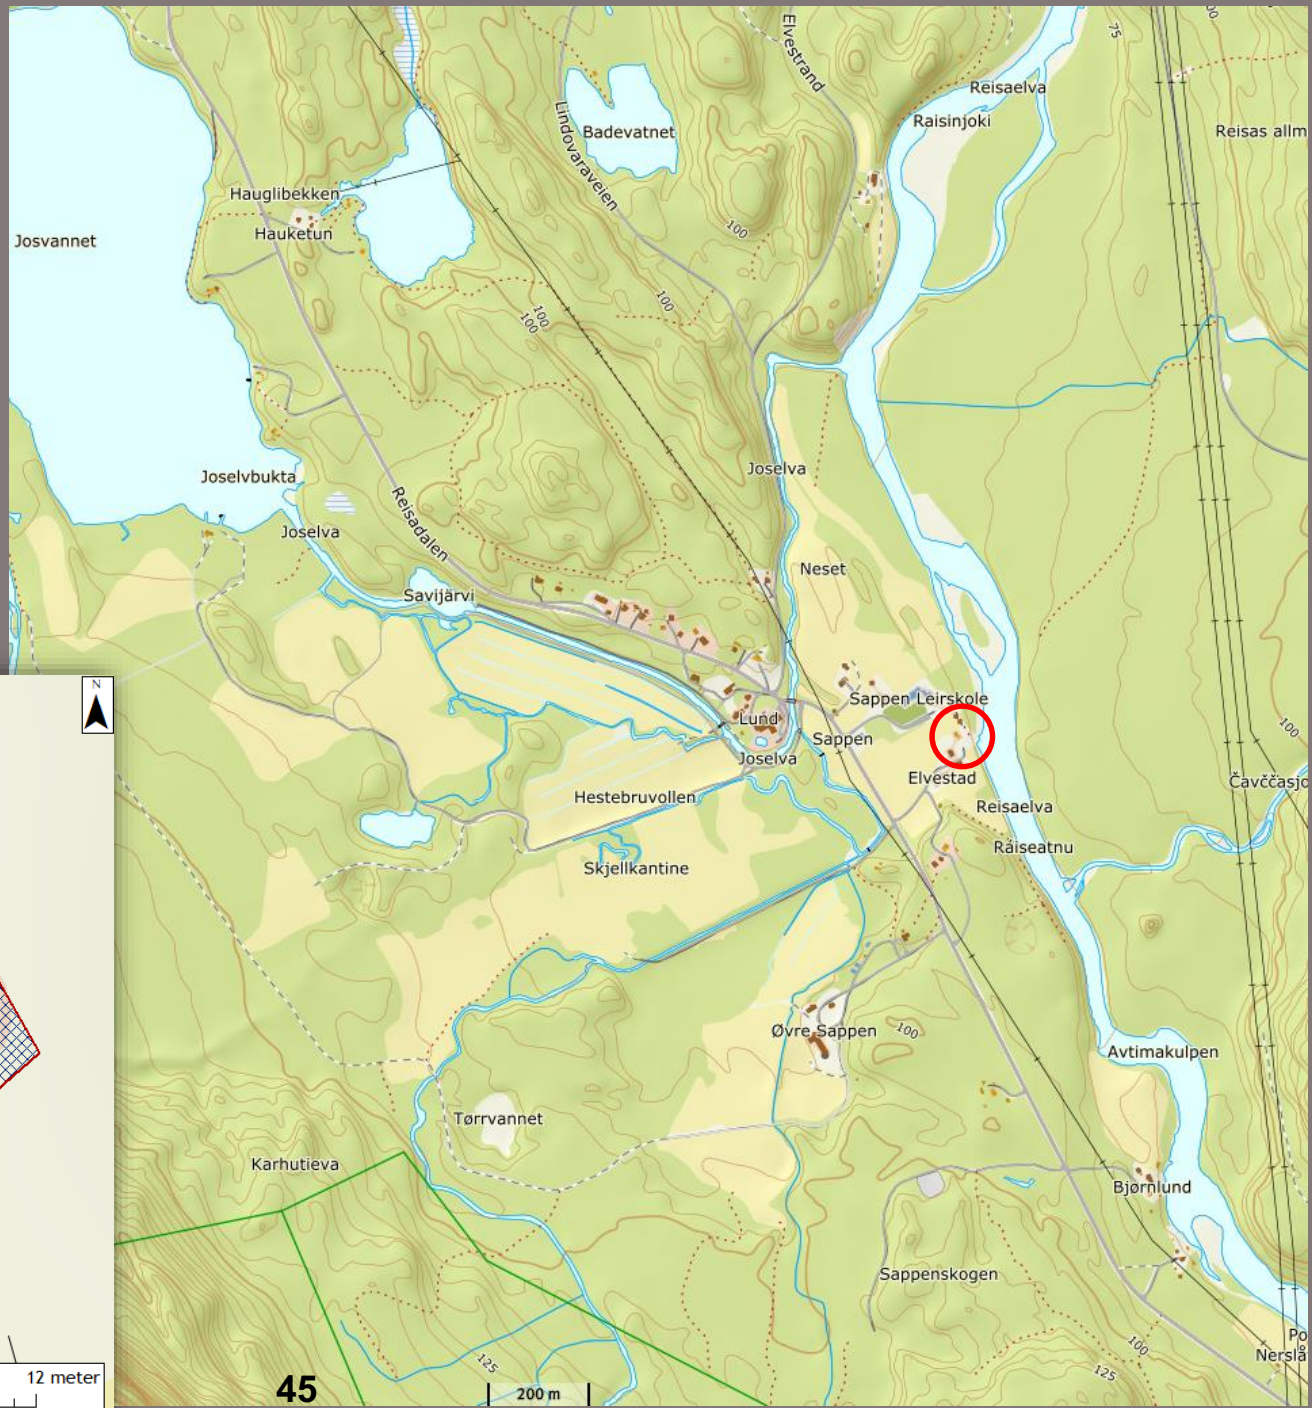 Elvestrand
75
Reisaelva
Raisinjoki
Reisas allm
Badevatnet
Lindovaraveien
Hauglibekken
Hauketun
Josvannet
100
100
100
100
Joselva
Joselvbukta
Joselva
Reisadalen
Neset
Savijärvi
Sappen Leirskole
Lund
Sappen
Joselva
Elvestad
100
Čavččasjo
Hestebruvollen
Reisaelva
Ráiseatnu
Skjellkantine
Øvre Sappen
100
Avtimakulpen
Tørrvannet
Karhutieva
Bjørnlund
Sappenskogen
N
12 meter
45
125
200 m
100
125
Po
Nerslå